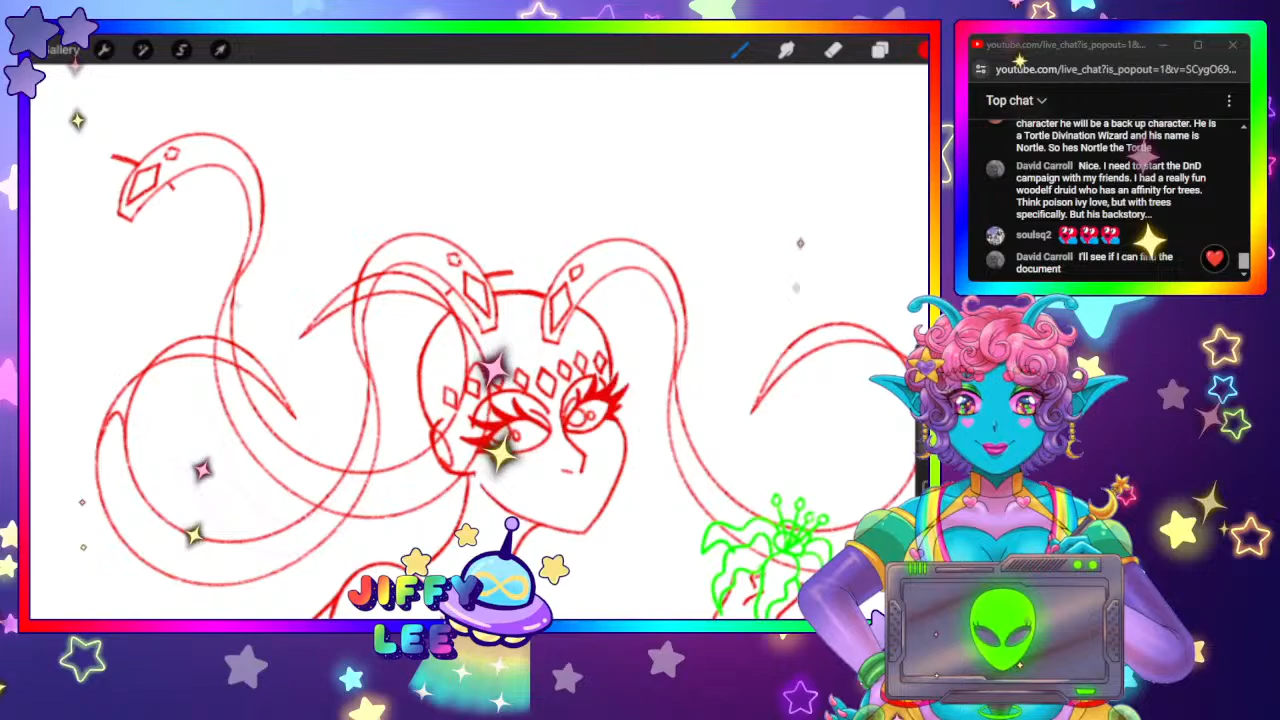 Gallery
youtube.com/live_chat?is_popout=1&...
youtube.com/live_chat?is_popout=1&v=SCygO69...
Top chat
character he will be a back up character. He is
a Tortle Divination Wizard and his name is
Nortle. So hes Nortle the Tortle
David Carroll Nice. I need to start the DnD
campaign with my friends. I had a really fun
woodelf druid who has an affinity for trees.
Think poison ivy love, but with trees
specifically. But his backstory...
soulsq2
David Carroll I'll see if I can find the
document
JIFFY
LEE